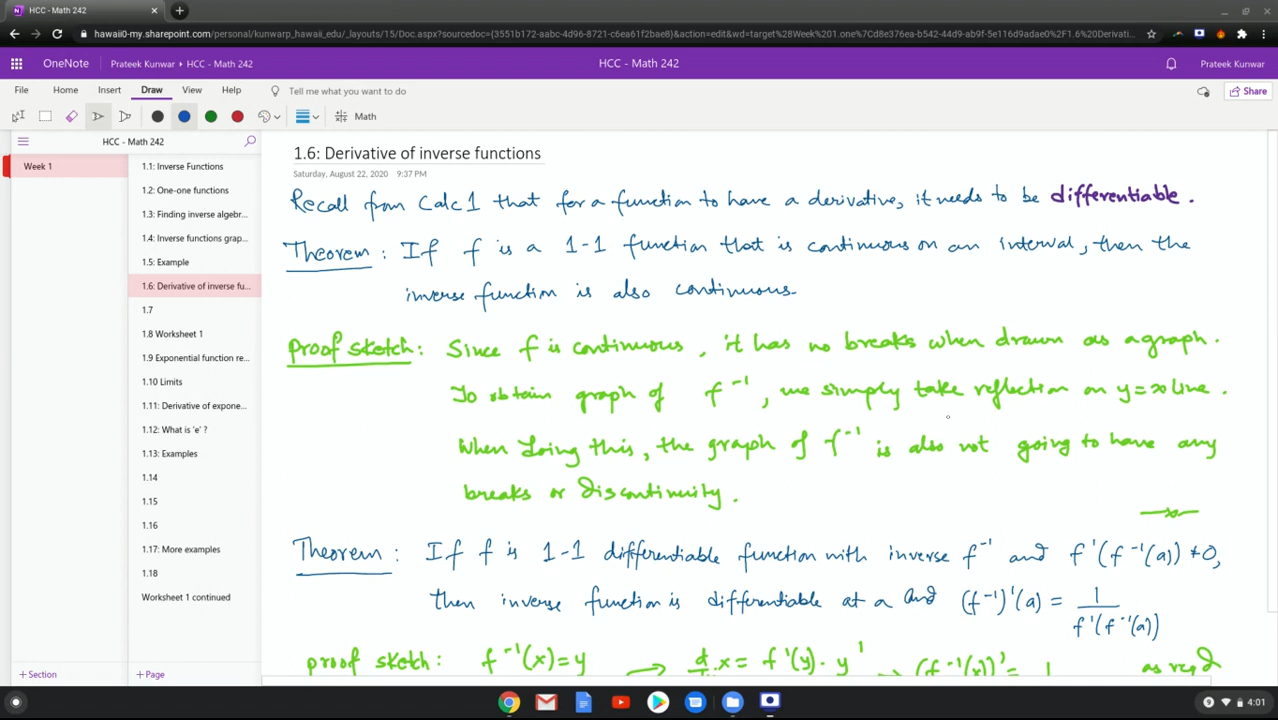 HCC - Math 242
hawaii0-my.sharepoint.com/personal/kunwarp_hawaii_edu/_layouts/15/Doc.aspx?sourcedoc={3551b172-aabc-4d96-8721-c6ea61f2bae8}&action=edit&wd=target%28Week%201.one%7Cd8e376ea-b542-44d9-ab9f-5e116d9adae0%2F1.6%20Derivati...
OneNote
Prateek Kunwar > HCC - Math 242
HCC - Math 242
Prateek Kunwar
File Home Insert Draw View Help Tell me what you want to do
Share
Math
HCC - Math 242
Week 1
1.1: Inverse Functions
1.2: One-one functions
1.3: Finding inverse algebr...
1.4: Inverse functions grap...
1.5: Example
1.6: Derivative of inverse fu...
1.7
1.8 Worksheet 1
1.9 Exponential function re...
1.10 Limits
1.11: Derivative of expone...
1.12: What is 'e' ?
1.13: Examples
1.14
1.15
1.16
1.17: More examples
1.18
Worksheet 1 continued
+ Section
+ Page
1.6: Derivative of inverse functions
Saturday, August 22, 2020 9:37 PM
Recall from Calc 1 that for a function to have a derivative, it needs to be differentiable.
Theorem: If f is a 1-1 function that is continuous on an interval, then the
inverse function is also continuous.
Proof sketch: Since f is continuous, it has no breaks when drawn as a graph.
To obtain graph of f⁻¹, we simply take reflection on y=x line.
When doing this, the graph of f⁻¹ is also not going to have any
breaks or discontinuity.
Theorem: If f is 1-1 differentiable function with inverse f⁻¹ and f'(f⁻¹(a)) ≠0,
then inverse function is differentiable at a and (f⁻¹)'(a) = 1/f'(f⁻¹(a))
proof sketch: f⁻¹(x)=y → d x = f'(y)·y' → (f⁻¹(x))' = 1 as reqd
9
4:01